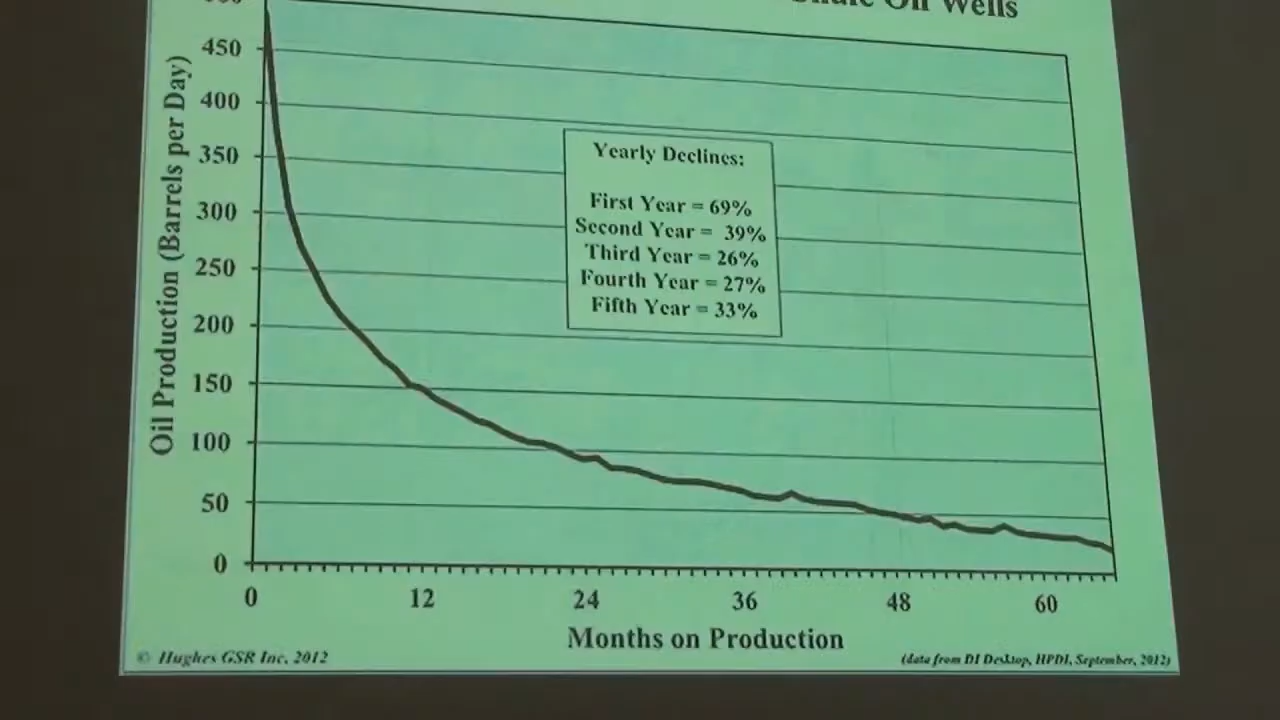 Oil Wells
450
400
350
300
250
200
150
100
50
0
Oil Production (Barrels per Day)
Yearly Declines:
First Year = 69%
Second Year = 39%
Third Year = 26%
Fourth Year = 27%
Fifth Year = 33%
0 12 24 36 48 60
Months on Production
© Hughes GSR Inc, 2012
(data from DI Desktop, HPDI, September, 2012)